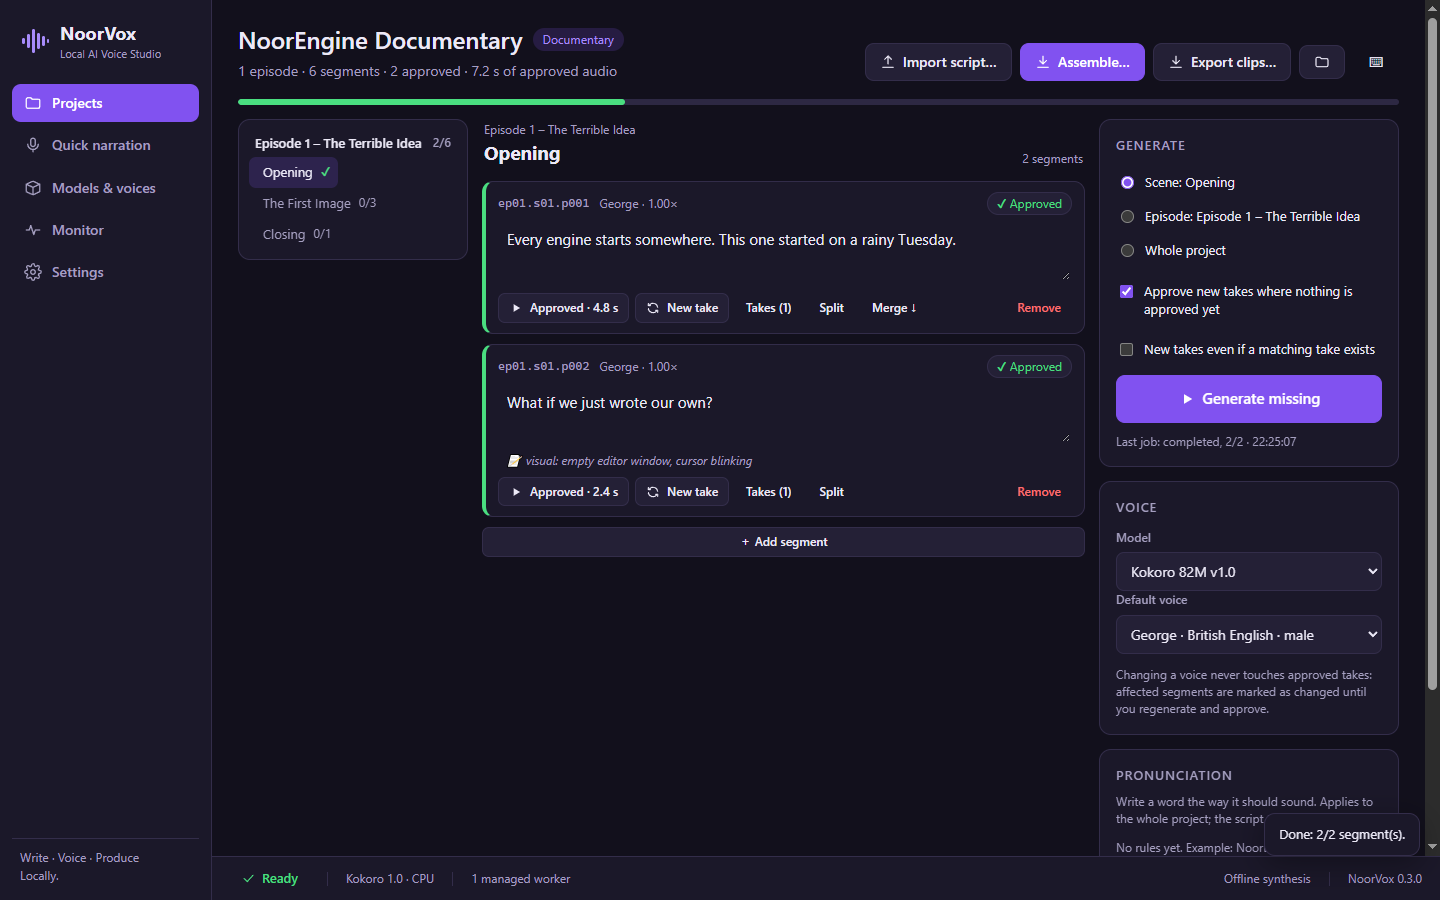 NoorVox
Local AI Voice Studio
Projects
Quick narration
Models & voices
Monitor
Settings
Write · Voice · Produce
Locally.
NoorEngine Documentary
Documentary
1 episode · 6 segments · 2 approved · 7.2 s of approved audio
Import script...
Assemble...
Export clips...
Episode 1 – The Terrible Idea 2/6
Opening ✓
The First Image 0/3
Closing 0/1
Episode 1 – The Terrible Idea
Opening
2 segments
ep01.s01.p001 George · 1.00×
✓ Approved
Every engine starts somewhere. This one started on a rainy Tuesday.
Approved · 4.8 s
New take
Takes (1)
Split
Merge ↓
Remove
ep01.s01.p002 George · 1.00×
✓ Approved
What if we just wrote our own?
visual: empty editor window, cursor blinking
Approved · 2.4 s
New take
Takes (1)
Split
Remove
+ Add segment
GENERATE
Scene: Opening
Episode: Episode 1 – The Terrible Idea
Whole project
Approve new takes where nothing is
approved yet
New takes even if a matching take exists
Generate missing
Last job: completed, 2/2 · 22:25:07
VOICE
Model
Kokoro 82M v1.0
Default voice
George · British English · male
Changing a voice never touches approved takes:
affected segments are marked as changed until
you regenerate and approve.
PRONUNCIATION
Write a word the way it should sound. Applies to
the whole project; the script
No rules yet. Example:
Done: 2/2 segment(s).
Ready
Kokoro 1.0 · CPU
1 managed worker
Offline synthesis
NoorVox 0.3.0